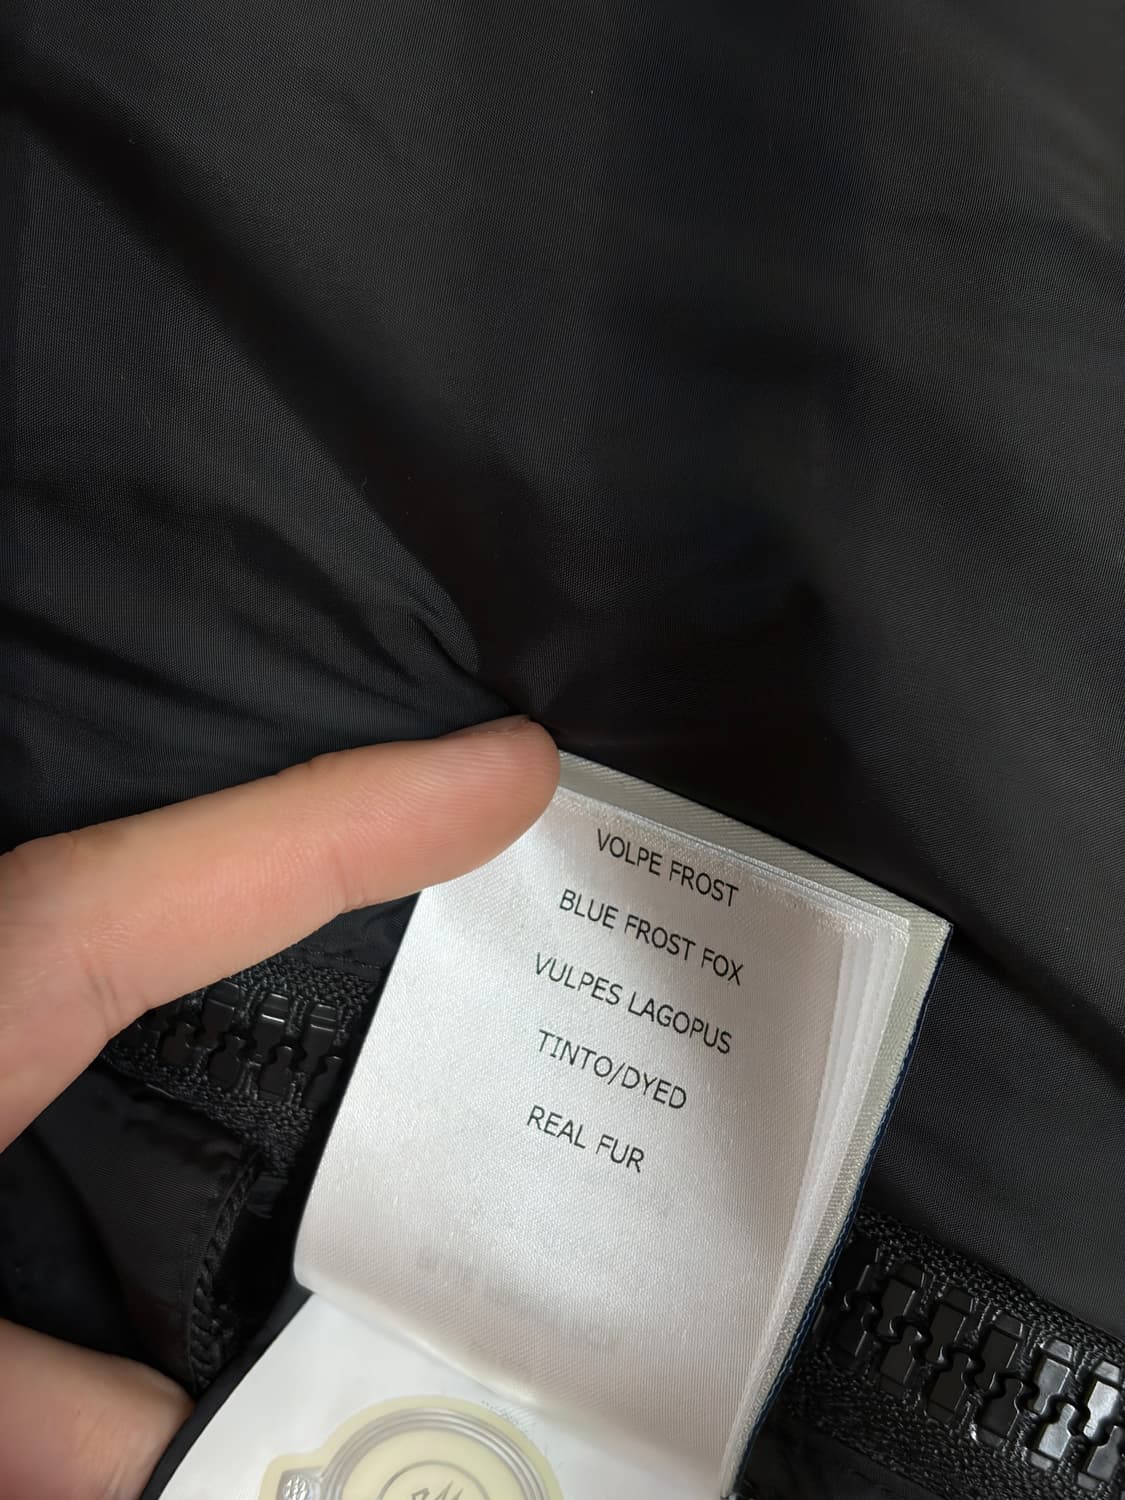 VOLPE FROST
BLUE FROST FOX
VULPES LAGOPUS
TINTO/DYED
REAL FUR